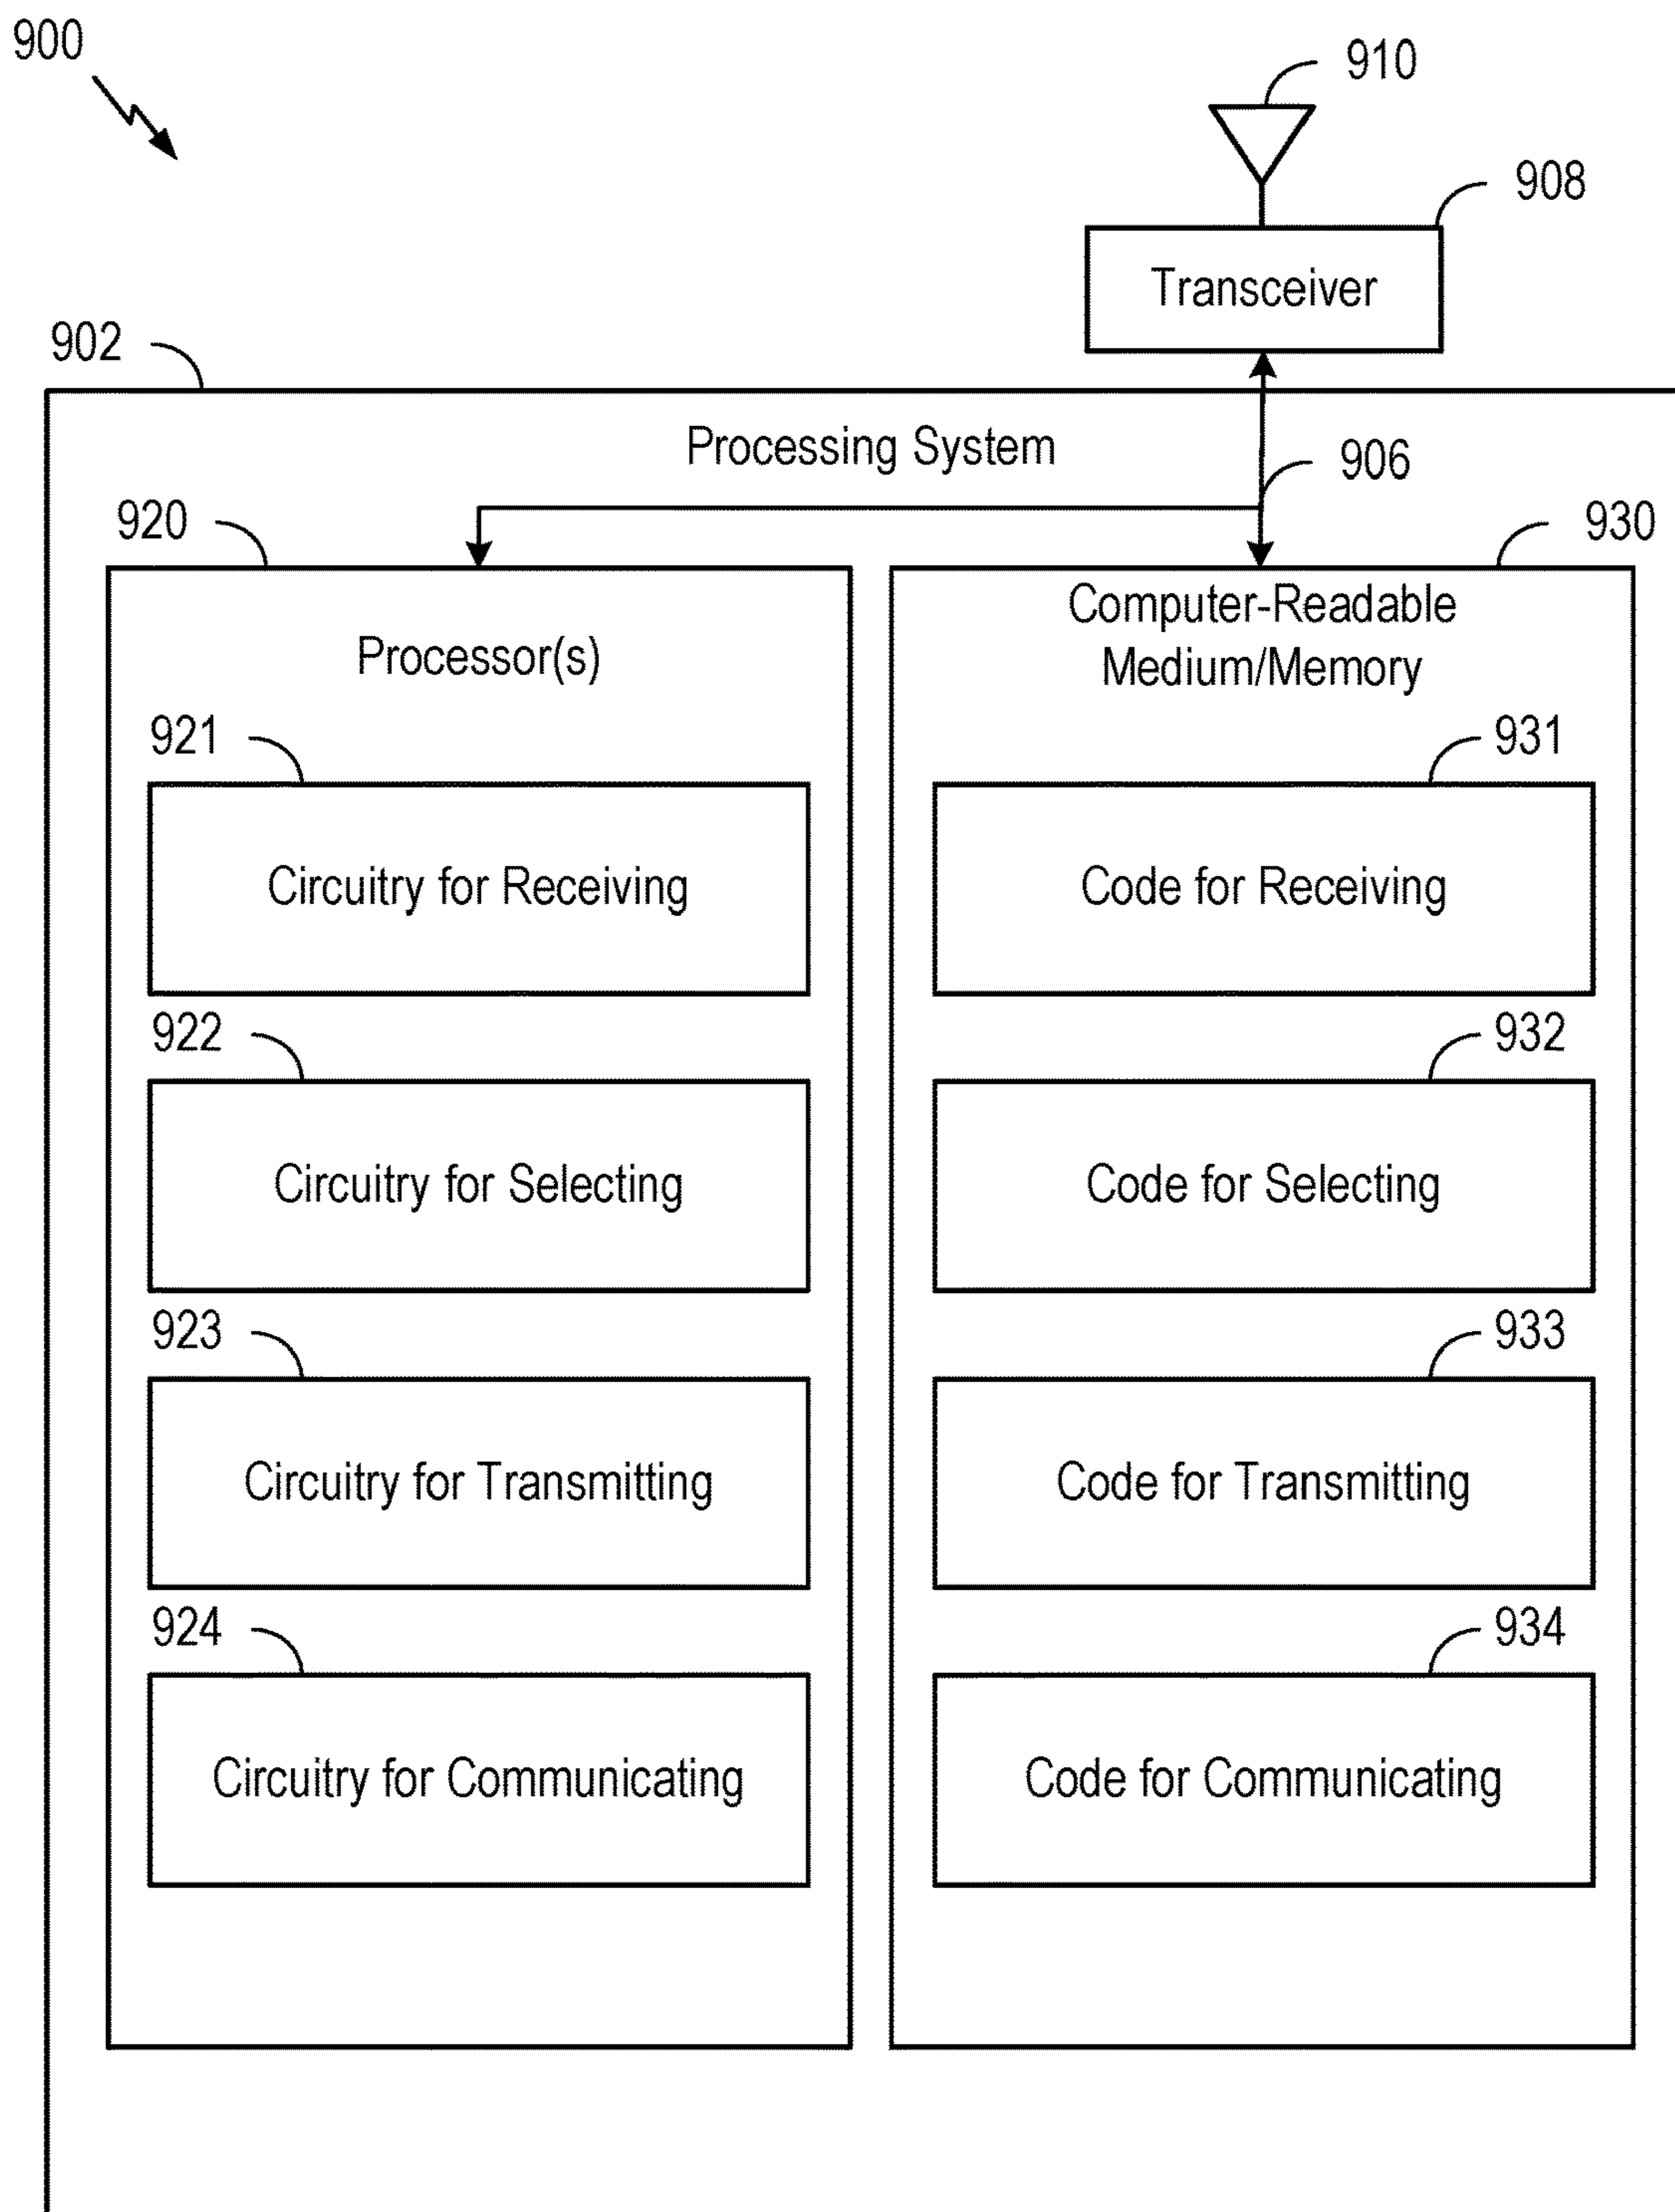 900
910
908
Transceiver
902
Processing System
906
920
930
Processor(s)
Computer-Readable
Medium/Memory
921
931
Circuitry for Receiving
Code for Receiving
922
932
Circuitry for Selecting
Code for Selecting
923
933
Circuitry for Transmitting
Code for Transmitting
924
934
Circuitry for Communicating
Code for Communicating